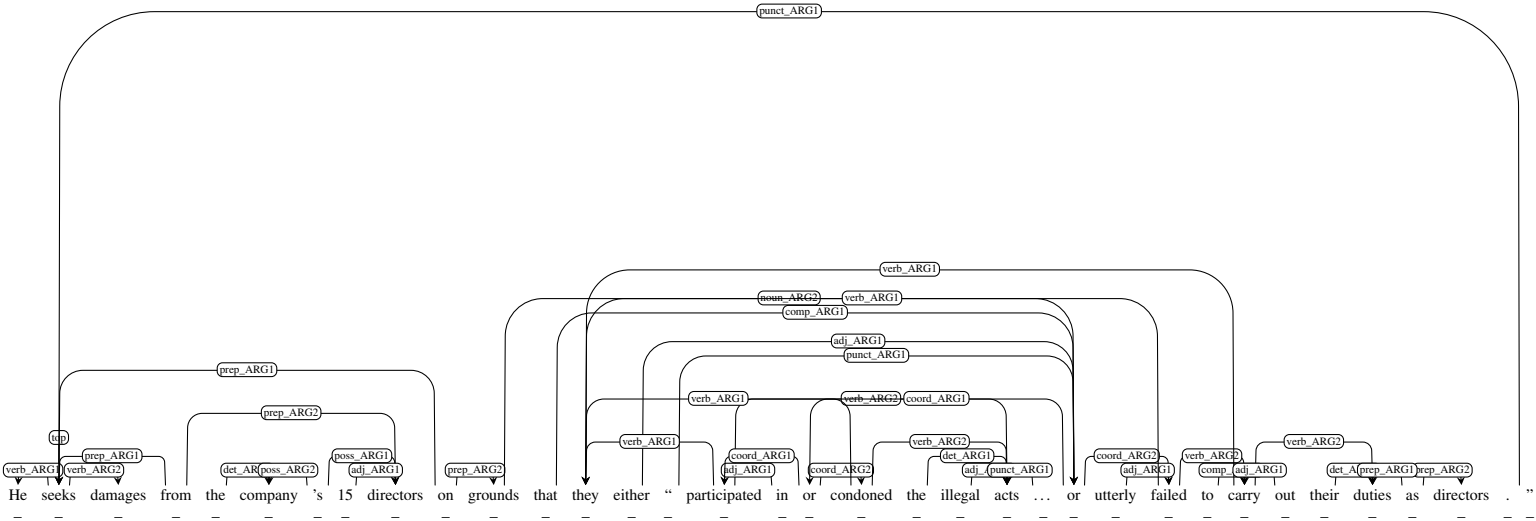 punct_ARG1
verb_ARG1
noun_ARG2 verb_ARG1
comp_ARG1
adj_ARG1
punct_ARG1
prep_ARG1
verb_ARG1 verb_ARG2 coord_ARG1
prep_ARG2
top
verb_ARG1 verb_ARG2 verb_ARG2
prep_ARG1 poss_ARG1 coord_ARG1 det_ARG1 coord_ARG2 verb_ARG2
verb_ARG1 verb_ARG2 poss_ARG2 adj_ARG1 prep_ARG2 adj_ARG1 coord_ARG2 punct_ARG1 adj_ARG1 adj_ARG1 prep_ARG1 prep_ARG2
He seeks damages from the company 's 15 directors on grounds that they either “ participated in or condoned the illegal acts ... or utterly failed to carry out their duties as directors . ”